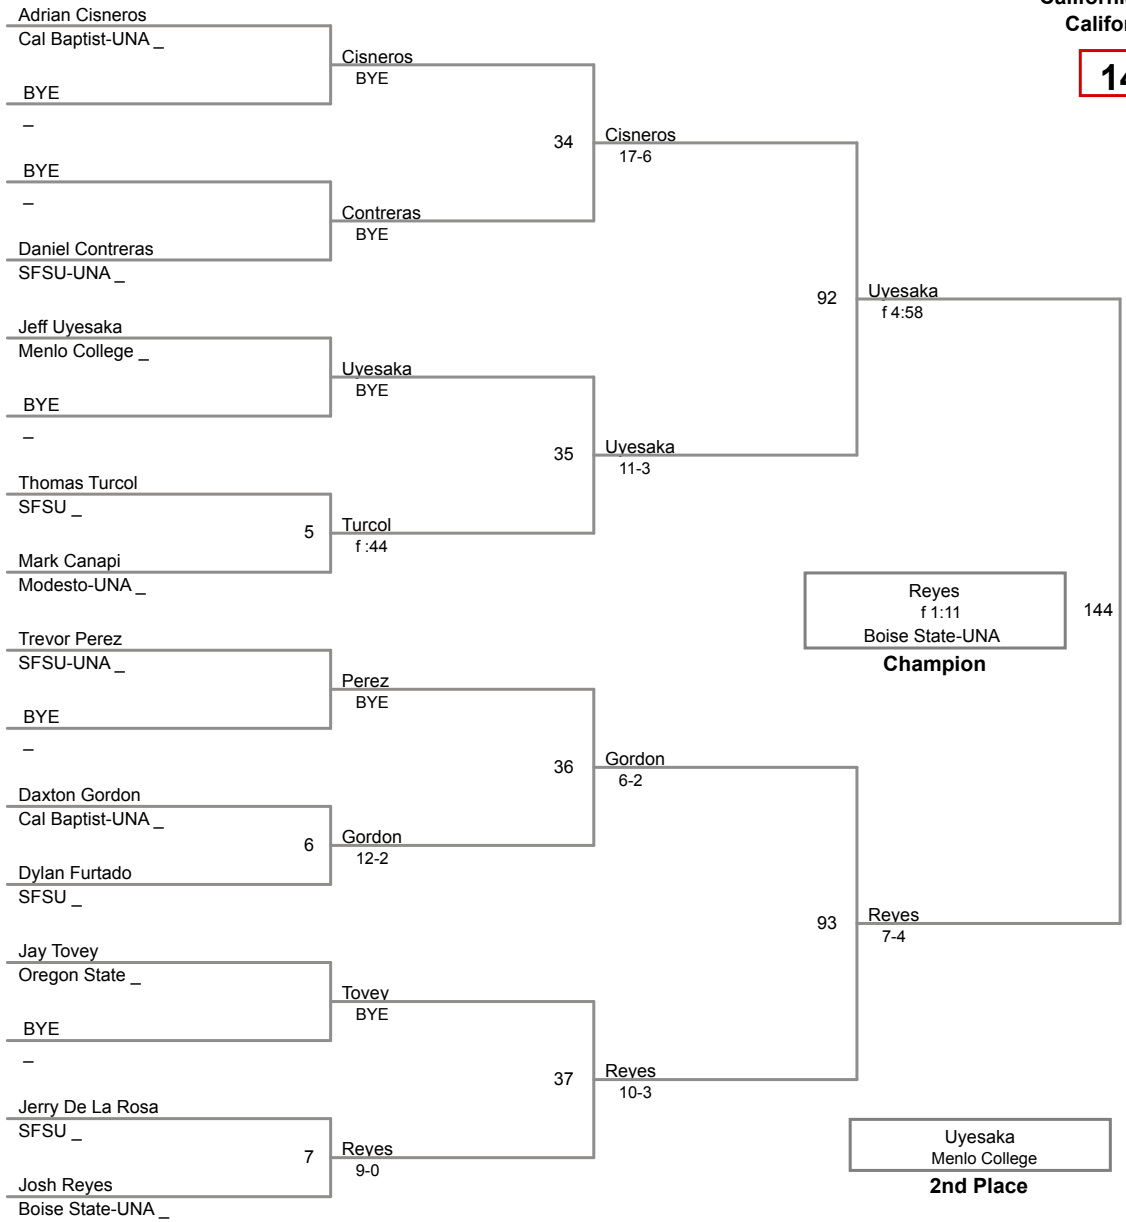 Adrian Cisneros
Cal Baptist-UNA _
BYE
_
BYE
_
Daniel Contreras
SFSU-UNA _
Jeff Uyesaka
Menlo College _
BYE
_
Thomas Turcol
SFSU _
5
Mark Canapi
Modesto-UNA _
Trevor Perez
SFSU-UNA _
BYE
_
Daxton Gordon
Cal Baptist-UNA _
6
Dylan Furtado
SFSU _
Jay Tovey
Oregon State _
BYE
_
Jerry De La Rosa
SFSU _
7
Josh Reyes
Boise State-UNA _
Cisneros
BYE
34
Contreras
BYE
Uyesaka
BYE
35
Turcol
f :44
Perez
BYE
36
Gordon
12-2
Tovey
BYE
37
Reyes
9-0
Cisneros
17-6
92
Uyesaka
11-3
Gordon
6-2
93
Reyes
10-3
Uyesaka
f 4:58
144
Reyes
7-4
Reyes
f 1:11
Boise State-UNA
Champion
Uyesaka
Menlo College
2nd Place